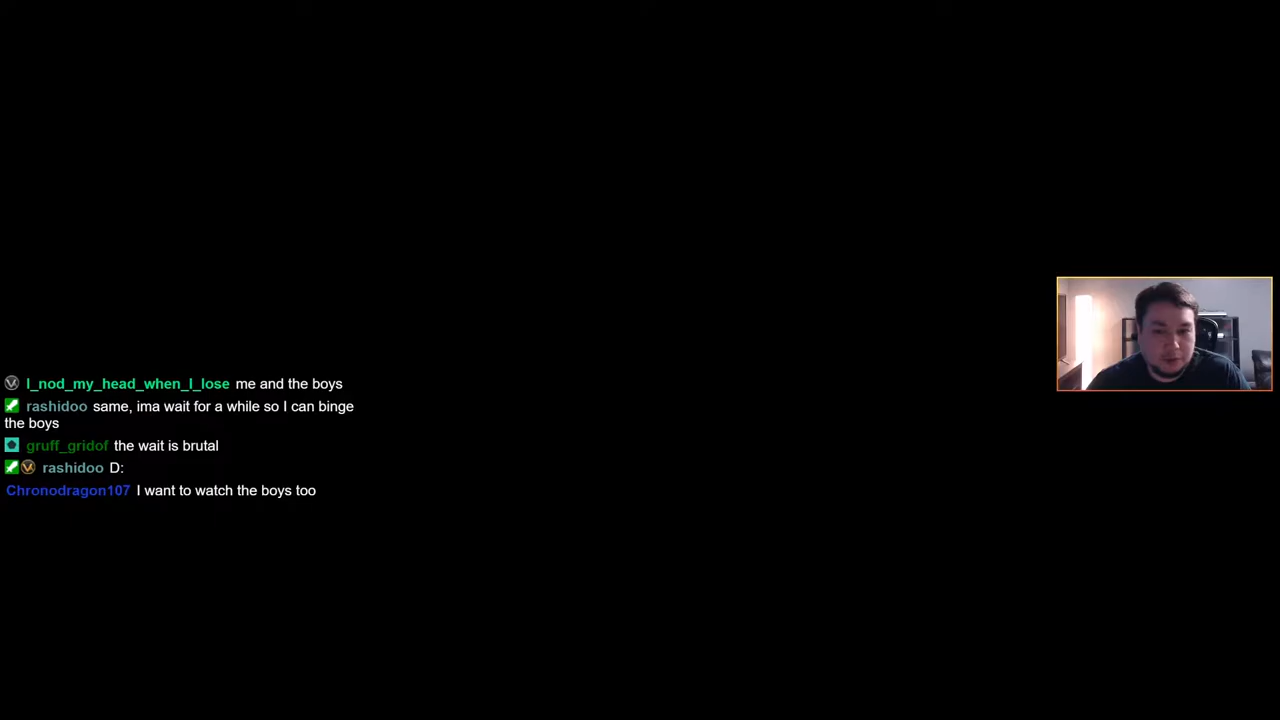 I_nod_my_head_when_I_lose me and the boys
rashidoo same, ima wait for a while so I can binge
the boys
gruff_gridof the wait is brutal
rashidoo D:
Chronodragon107 I want to watch the boys too